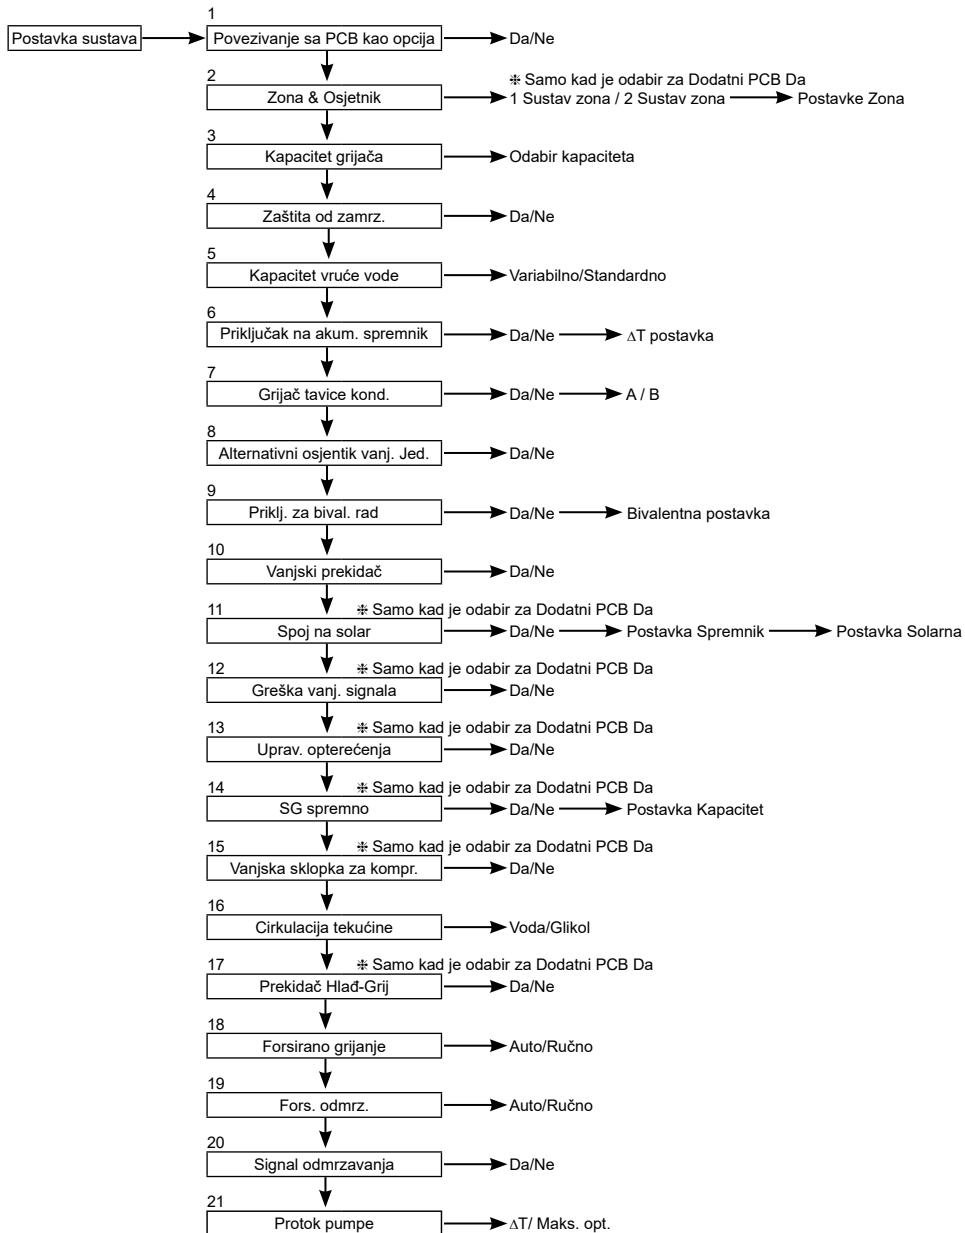 1
Postavka sustava Povezivanje sa PCB kao opcija Da/Ne
2 ⁜ Samo kad je odabir za Dodatni PCB Da
Zona & Osjetnik 1 Sustav zona / 2 Sustav zona Postavke Zona
3
Kapacitet grijača Odabir kapaciteta
4
Zaštita od zamrz. Da/Ne
5
Kapacitet vruće vode Variabilno/Standardno
6
Priključak na akum. spremnik Da/Ne ΔT postavka
7
Grijač tavice kond. Da/Ne A / B
8
Alternativni osjentik vanj. Jed. Da/Ne
9
Priklj. za bival. rad Da/Ne Bivalentna postavka
10
Vanjski prekidač Da/Ne
11 ⁜ Samo kad je odabir za Dodatni PCB Da
Spoj na solar Da/Ne Postavka Spremnik Postavka Solarna
12 ⁜ Samo kad je odabir za Dodatni PCB Da
Greška vanj. signala Da/Ne
13 ⁜ Samo kad je odabir za Dodatni PCB Da
Uprav. opterećenja Da/Ne
14 ⁜ Samo kad je odabir za Dodatni PCB Da
SG spremno Da/Ne Postavka Kapacitet
15 ⁜ Samo kad je odabir za Dodatni PCB Da
Vanjska sklopka za kompr. Da/Ne
16
Cirkulacija tekućine Voda/Glikol
17 ⁜ Samo kad je odabir za Dodatni PCB Da
Prekidač Hlađ-Grij Da/Ne
18
Forsirano grijanje Auto/Ručno
19
Fors. odmrz. Auto/Ručno
20
Signal odmrzavanja Da/Ne
21
Protok pumpe ΔT/ Maks. opt.